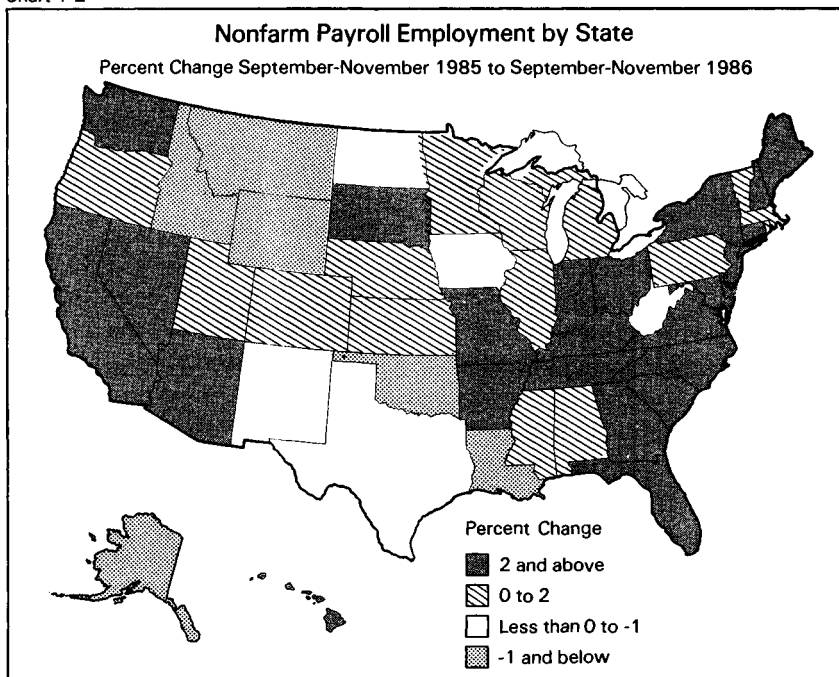 Nonfarm Payroll Employment by State
Percent Change September-November 1985 to September-November 1986
Percent Change
2 and above
0 to 2
Less than 0 to -1
-1 and below